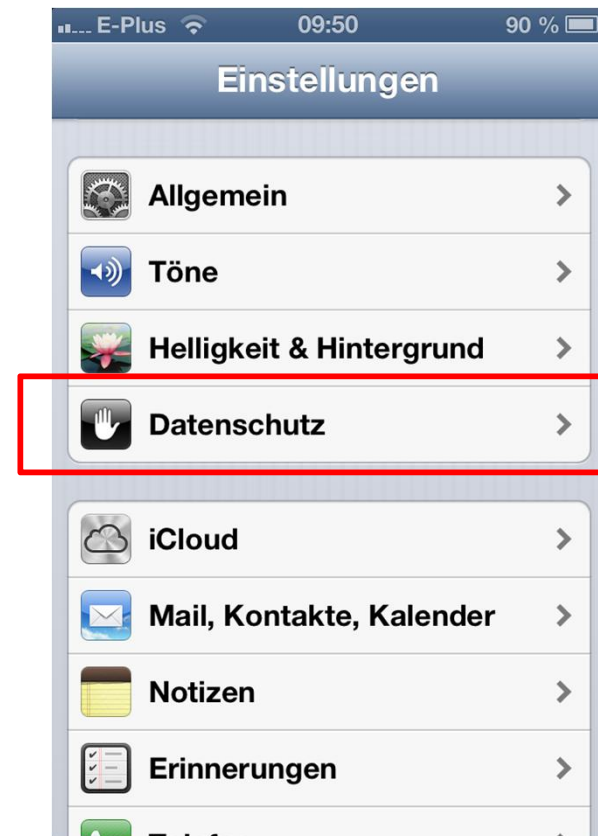 E-Plus 09:50 90 %
Einstellungen
Allgemein
Töne
Helligkeit & Hintergrund
Datenschutz
iCloud
Mail, Kontakte, Kalender
Notizen
Erinnerungen